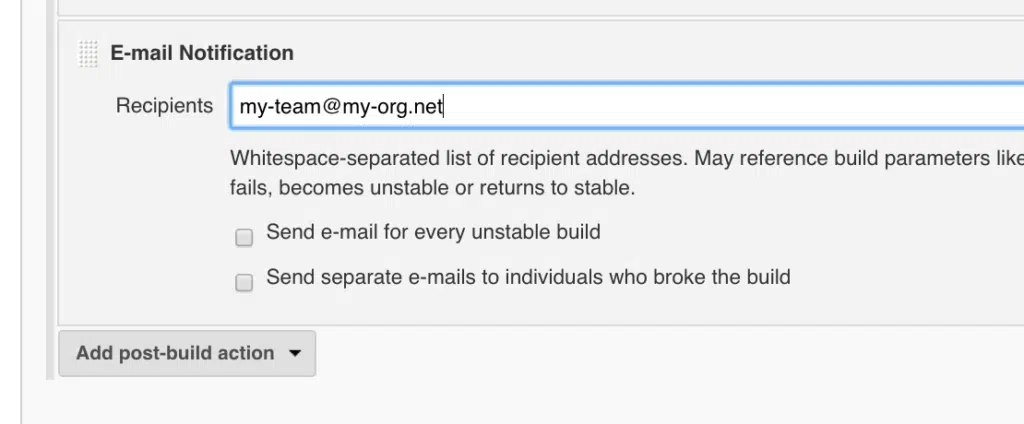 E-mail Notification
Recipients my-team@my-org.net
Whitespace-separated list of recipient addresses. May reference build parameters like
fails, becomes unstable or returns to stable.
Send e-mail for every unstable build
Send separate e-mails to individuals who broke the build
Add post-build action